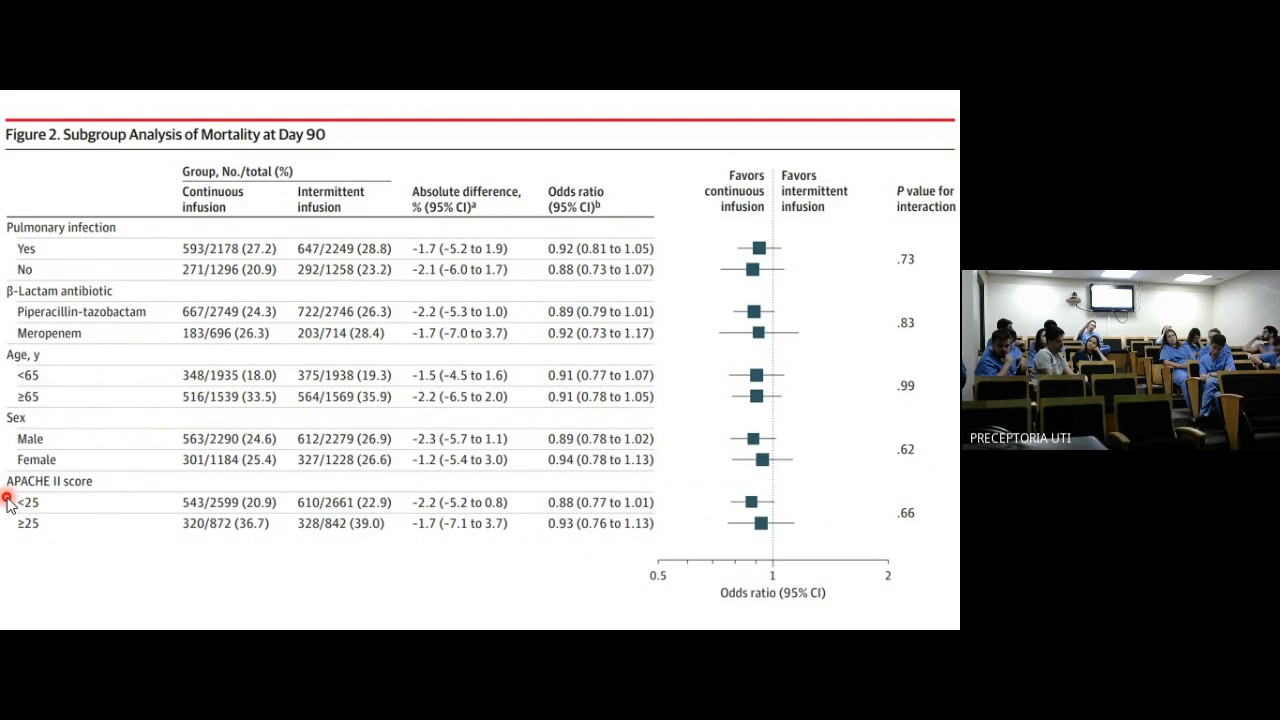 Figure 2. Subgroup Analysis of Mortality at Day 90
Group, No./total (%)
Continuous infusion
Intermittent infusion
Absolute difference, % (95% CI)a
Odds ratio (95% CI)b
Favors continuous infusion
Favors intermittent infusion
P value for interaction
Pulmonary infection
Yes 593/2178 (27.2) 647/2249 (28.8) -1.7 (-5.2 to 1.9) 0.92 (0.81 to 1.05)
.73
No 271/1296 (20.9) 292/1258 (23.2) -2.1 (-6.0 to 1.7) 0.88 (0.73 to 1.07)
β-Lactam antibiotic
Piperacillin-tazobactam 667/2749 (24.3) 722/2746 (26.3) -2.2 (-5.3 to 1.0) 0.89 (0.79 to 1.01)
.83
Meropenem 183/696 (26.3) 203/714 (28.4) -1.7 (-7.0 to 3.7) 0.92 (0.73 to 1.17)
Age, y
<65 348/1935 (18.0) 375/1938 (19.3) -1.5 (-4.5 to 1.6) 0.91 (0.77 to 1.07)
.99
≥65 516/1539 (33.5) 564/1569 (35.9) -2.2 (-6.5 to 2.0) 0.91 (0.78 to 1.05)
Sex
Male 563/2290 (24.6) 612/2279 (26.9) -2.3 (-5.7 to 1.1) 0.89 (0.78 to 1.02)
.62
Female 301/1184 (25.4) 327/1228 (26.6) -1.2 (-5.4 to 3.0) 0.94 (0.78 to 1.13)
APACHE II score
<25 543/2599 (20.9) 610/2661 (22.9) -2.2 (-5.2 to 0.8) 0.88 (0.77 to 1.01)
.66
≥25 320/872 (36.7) 328/842 (39.0) -1.7 (-7.1 to 3.7) 0.93 (0.76 to 1.13)
0.5 1 2
Odds ratio (95% CI)
PRECEPTORIA UTI